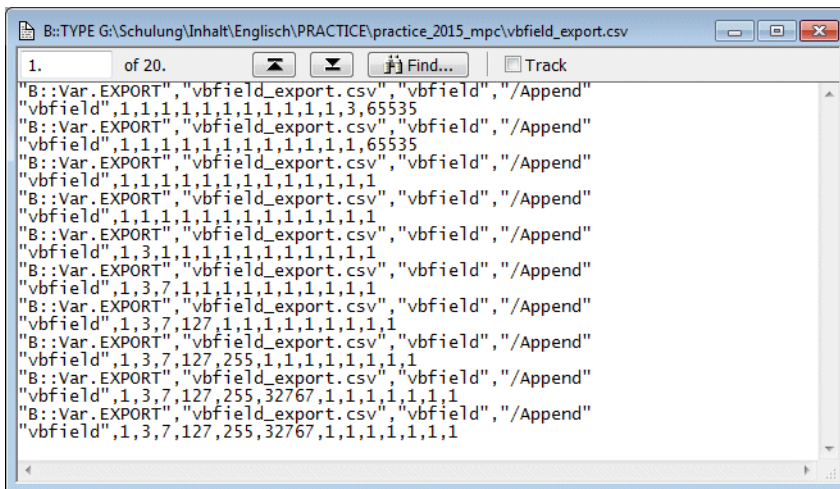 B::TYPE G:\Schulung\Inhalt\Englisch\PRACTICE\practice_2015_mpc\vbfield_export.csv
1. of 20. Find... Track
"B::Var.EXPORT","vbfield_export.csv","vbfield","/Append"
"vbfield",1,1,1,1,1,1,1,1,1,1,1,3,65535
"B::Var.EXPORT","vbfield_export.csv","vbfield","/Append"
"vbfield",1,1,1,1,1,1,1,1,1,1,1,1,65535
"B::Var.EXPORT","vbfield_export.csv","vbfield","/Append"
"vbfield",1,1,1,1,1,1,1,1,1,1,1,1,1
"B::Var.EXPORT","vbfield_export.csv","vbfield","/Append"
"vbfield",1,1,1,1,1,1,1,1,1,1,1,1,1
"B::Var.EXPORT","vbfield_export.csv","vbfield","/Append"
"vbfield",1,3,1,1,1,1,1,1,1,1,1,1,1
"B::Var.EXPORT","vbfield_export.csv","vbfield","/Append"
"vbfield",1,3,7,1,1,1,1,1,1,1,1,1,1
"B::Var.EXPORT","vbfield_export.csv","vbfield","/Append"
"vbfield",1,3,7,127,1,1,1,1,1,1,1,1,1
"B::Var.EXPORT","vbfield_export.csv","vbfield","/Append"
"vbfield",1,3,7,127,255,1,1,1,1,1,1,1,1
"B::Var.EXPORT","vbfield_export.csv","vbfield","/Append"
"vbfield",1,3,7,127,255,32767,1,1,1,1,1,1,1
"B::Var.EXPORT","vbfield_export.csv","vbfield","/Append"
"vbfield",1,3,7,127,255,32767,1,1,1,1,1,1,1